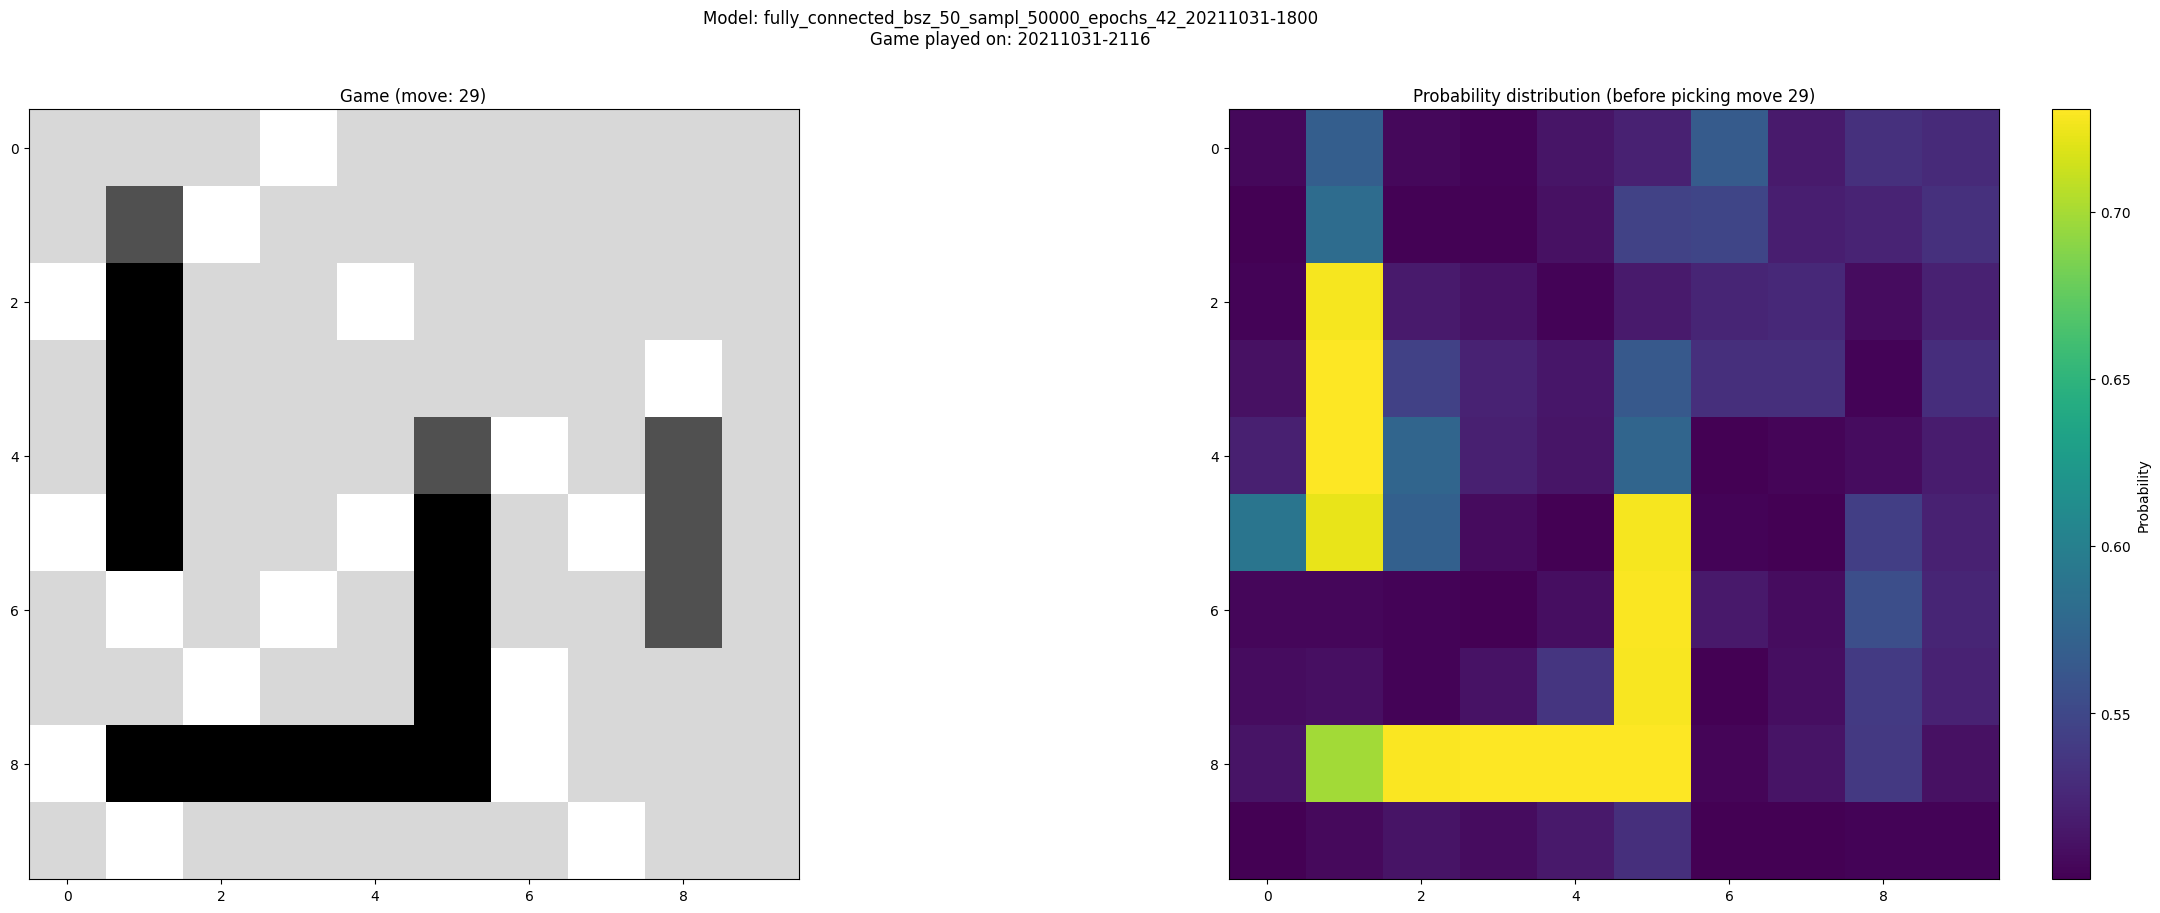 Model: fully_connected_bsz_50_sampl_50000_epochs_42_20211031-1800
Game played on: 20211031-2116
Game (move: 29)
0
2
4
6
8
0 2 4 6 8
Probability distribution (before picking move 29)
0
2
4
6
8
0 2 4 6 8
0.70
0.65
0.60
0.55
Probability